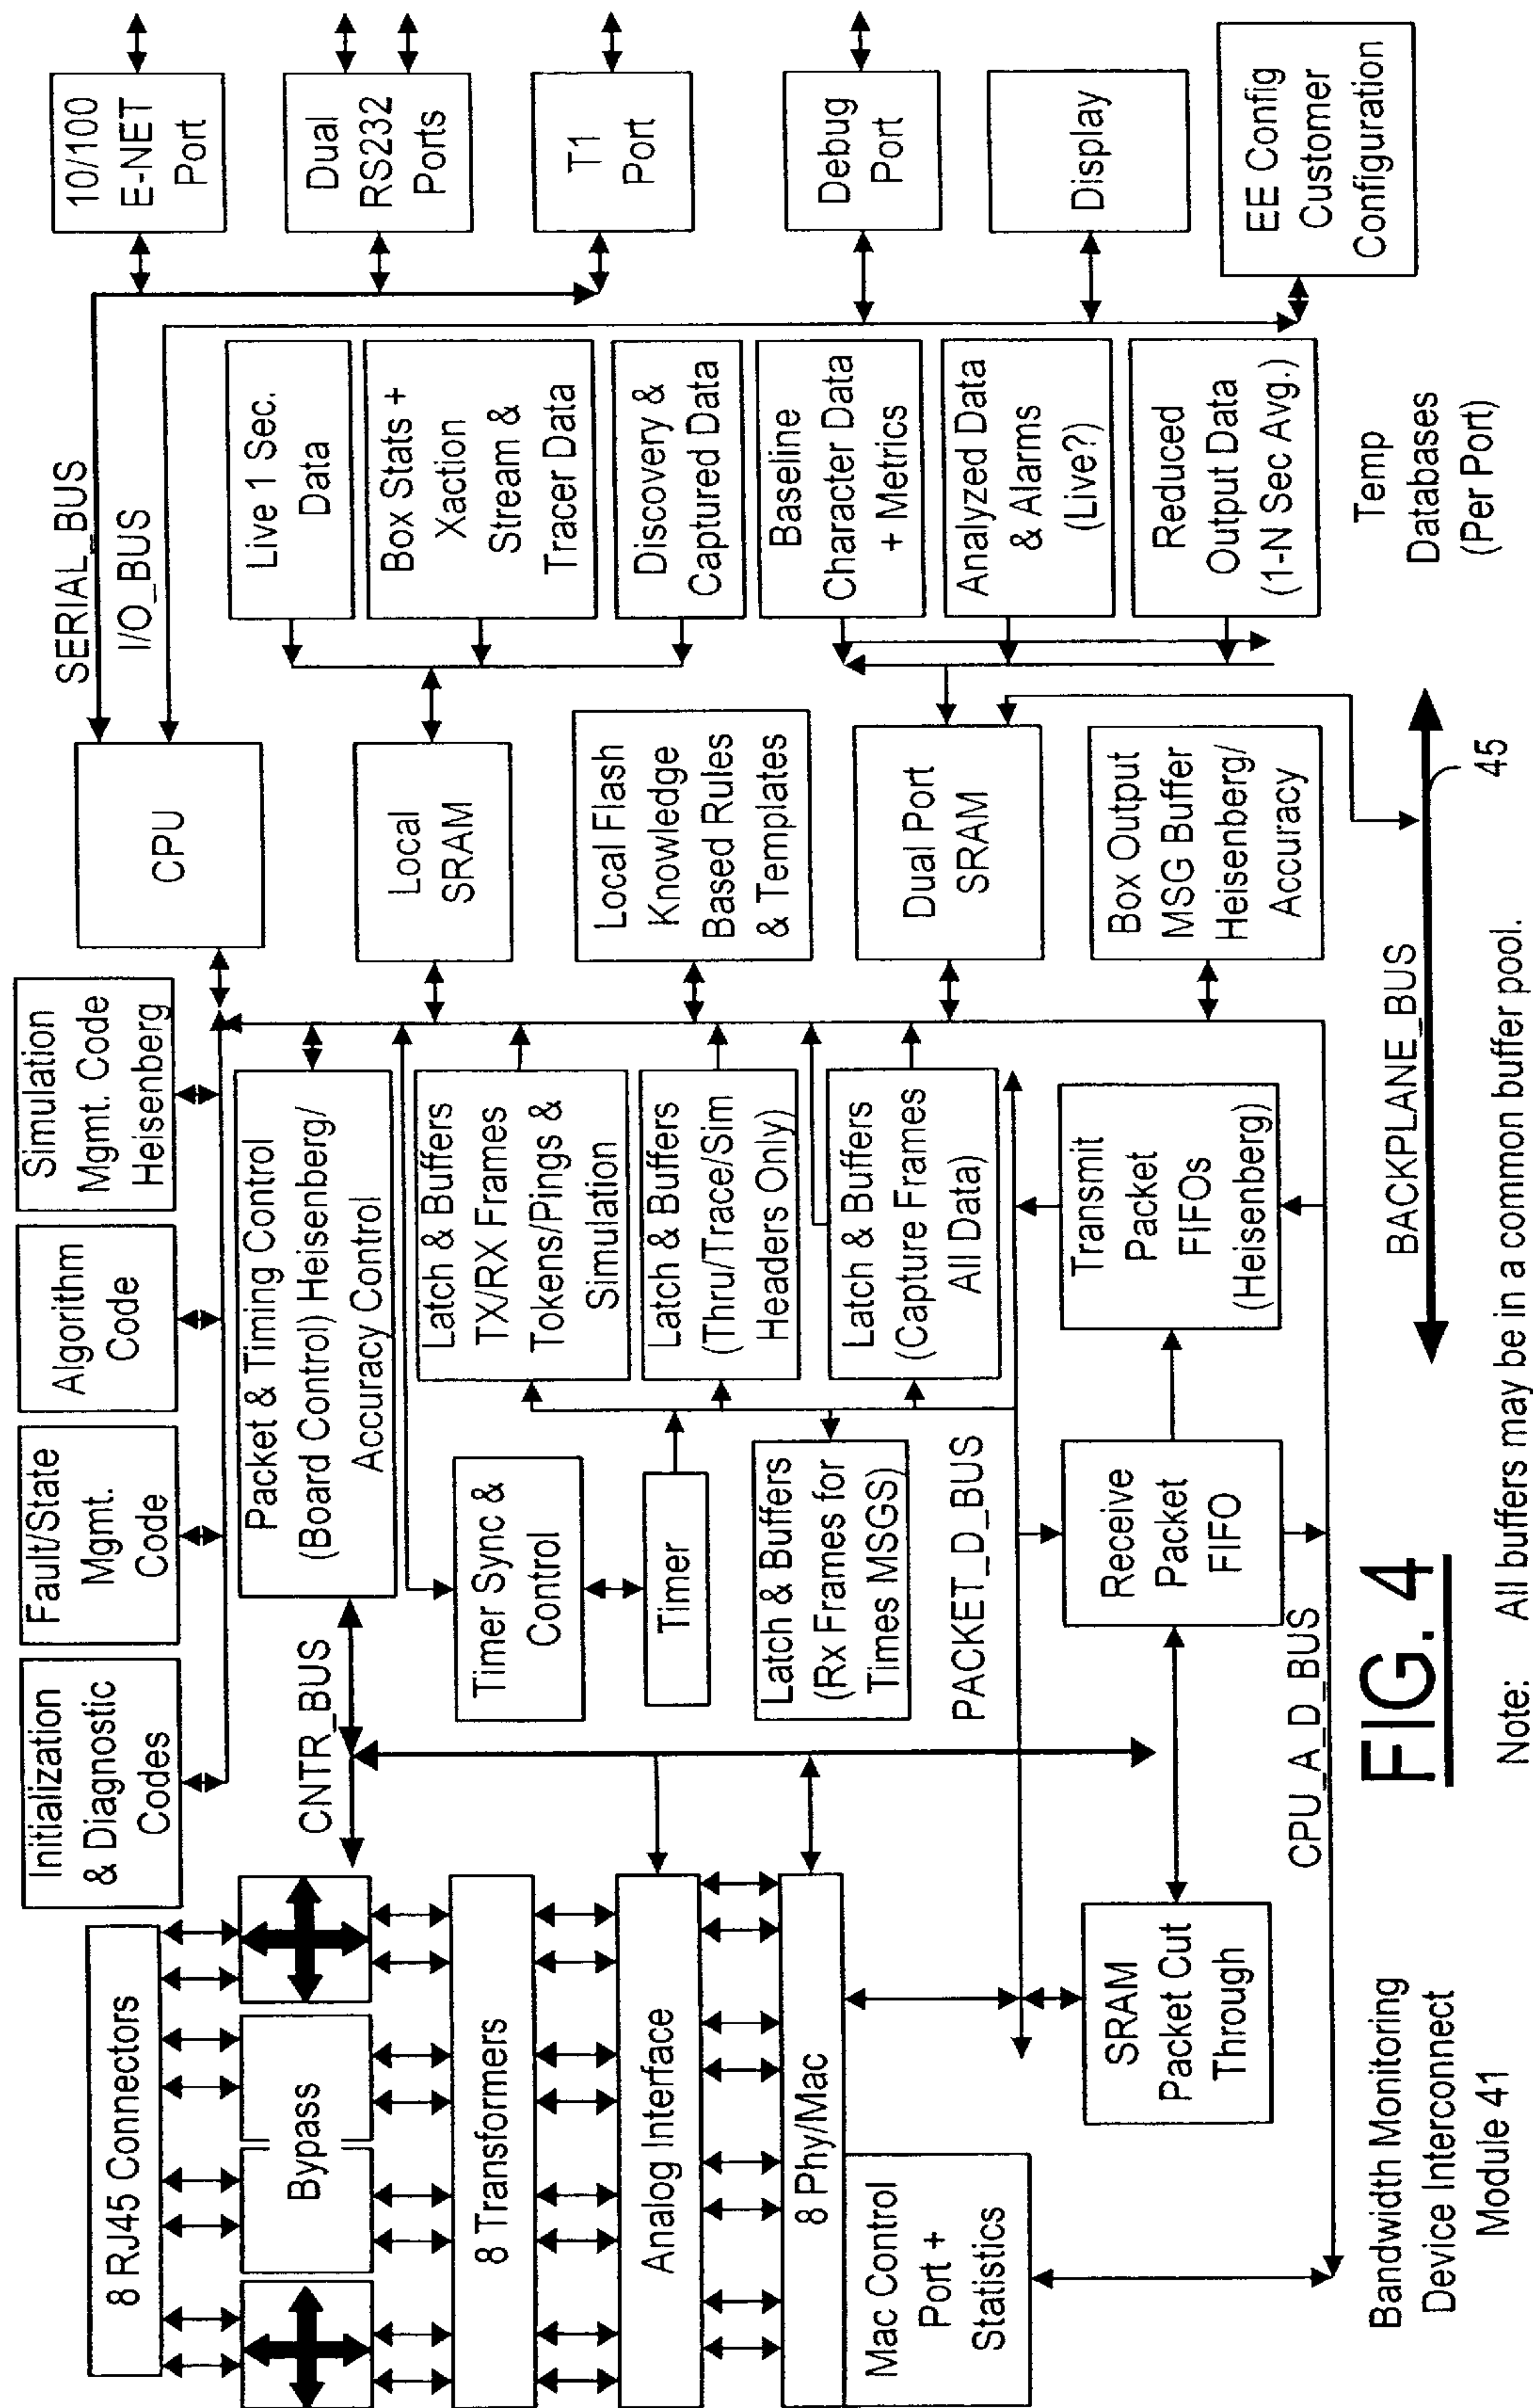 8 RJ45 Connectors
Bypass
8 Transformers
Analog Interface
8 Phy/Mac
Mac Control
Port +
Statistics
SRAM
Packet Cut
Through
Bandwidth Monitoring
Device Interconnect
Module 41
Initialization
& Diagnostic
Codes
Fault/State
Mgmt.
Code
Algorithm
Code
Simulation
Mgmt. Code
Heisenberg
CNTR_BUS
Packet & Timing Control
(Board Control) Heisenberg/
Accuracy Control
Timer Sync &
Control
Timer
Latch & Buffers
(Rx Frames for
Times MSGS)
Latch & Buffers
TX/RX Frames
Tokens/Pings &
Simulation
Latch & Buffers
(Thru/Trace/Sim
Headers Only)
Latch & Buffers
(Capture Frames
All Data)
PACKET_D_BUS
Receive
Packet
FIFO
Transmit
Packet
FIFOs
(Heisenberg)
CPU_A_D_BUS
CPU
Local
SRAM
Local Flash
Knowledge
Based Rules
& Templates
Dual Port
SRAM
Box Output
MSG Buffer
Heisenberg/
Accuracy
BACKPLANE_BUS
45
SERIAL_BUS
I/O_BUS
Live 1 Sec.
Data
Box Stats +
Xaction
Stream &
Tracer Data
Discovery &
Captured Data
Baseline
Character Data
+ Metrics
Analyzed Data
& Alarms
(Live?)
Reduced
Output Data
(1-N Sec Avg.)
Temp
Databases
(Per Port)
10/100
E-NET
Port
Dual
RS232
Ports
T1
Port
Debug
Port
Display
EE Config
Customer
Configuration
FIG. 4
Note: All buffers may be in a common buffer pool.